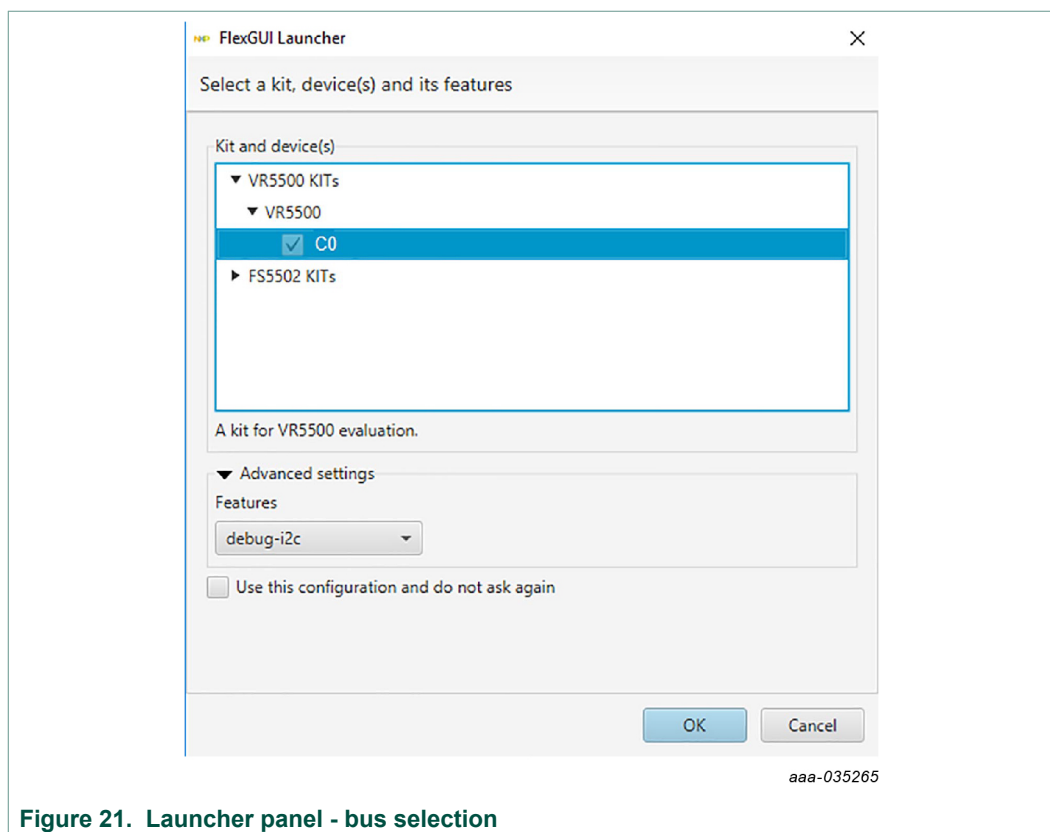 NXP FlexGUI Launcher
Select a kit, device(s) and its features
Kit and device(s)
VR5500 KITs
VR5500
C0
FS5502 KITs
A kit for VR5500 evaluation.
Advanced settings
Features
debug-i2c
Use this configuration and do not ask again
OK Cancel
aaa-035265
Figure 21. Launcher panel - bus selection